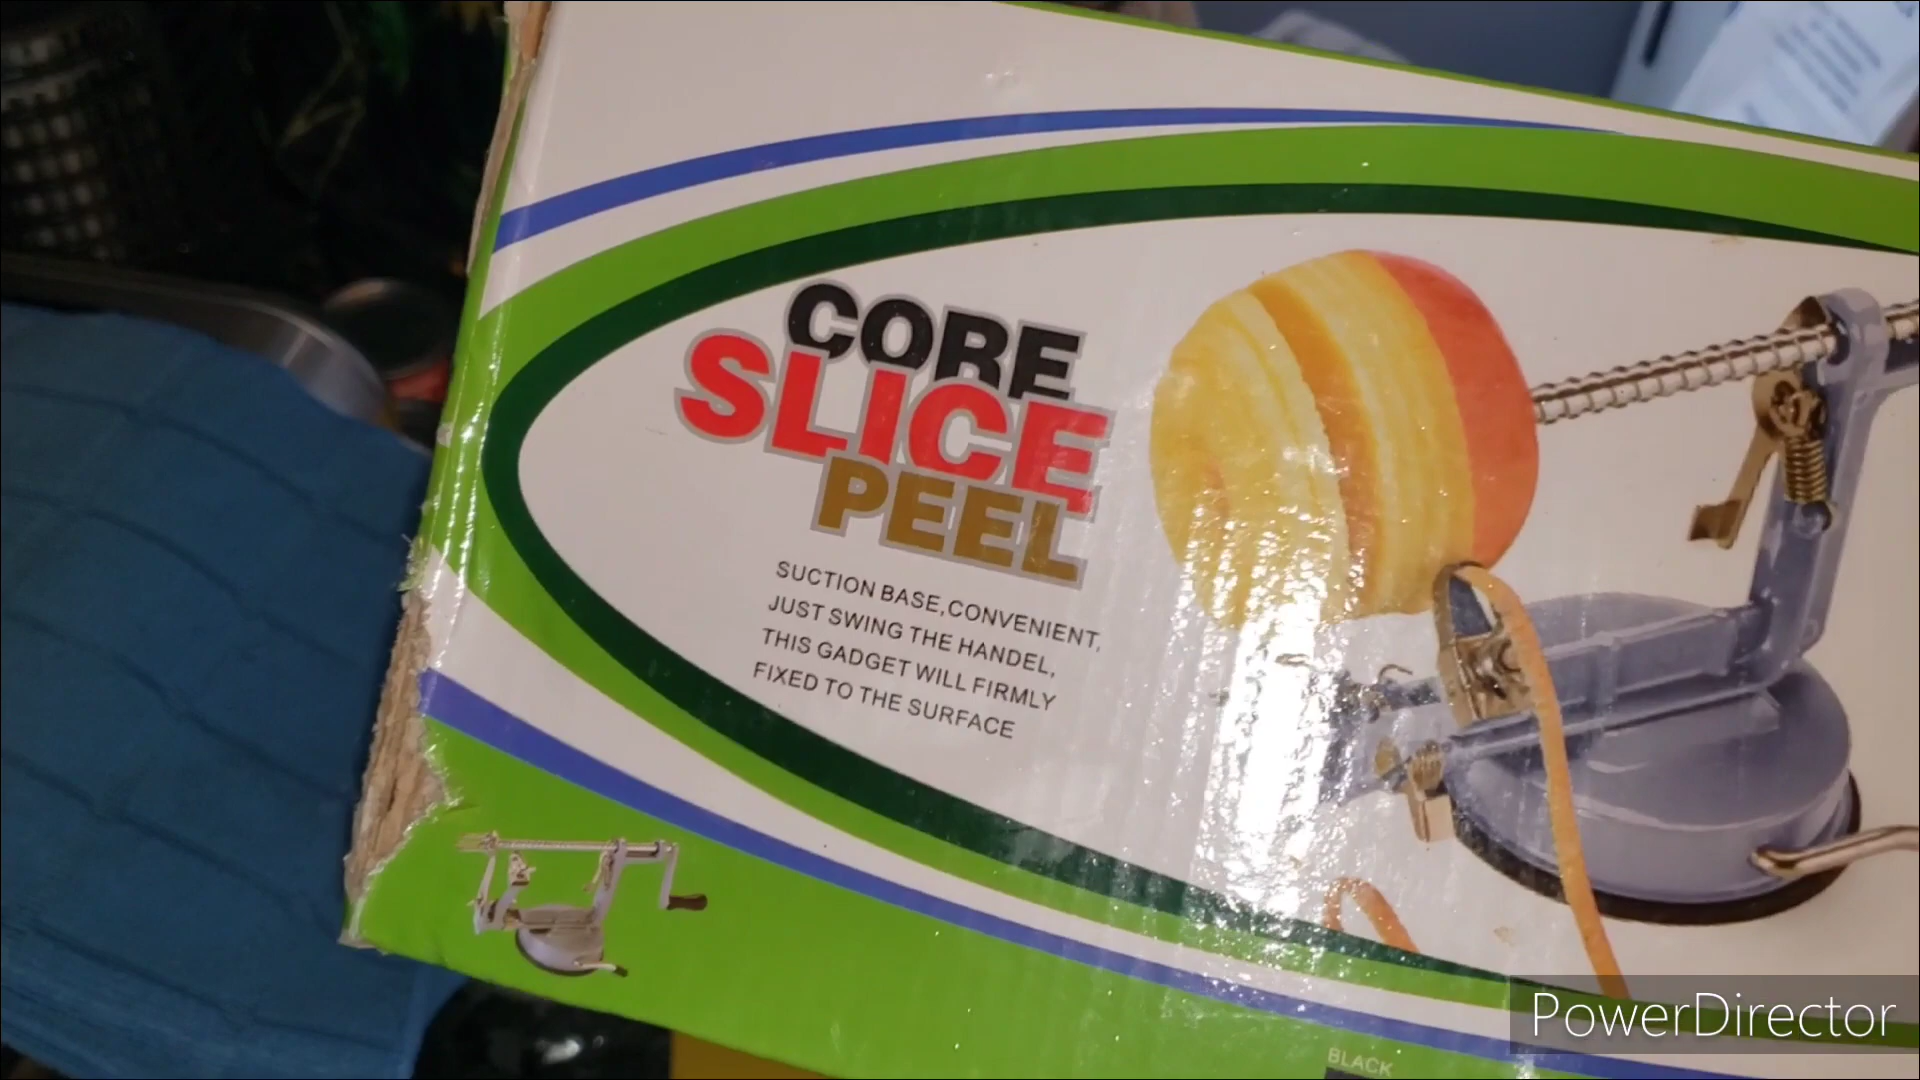 CORE
SLICE
PEEL
SUCTION BASE,CONVENIENT,
JUST SWING THE HANDEL,
THIS GADGET WILL FIRMLY
FIXED TO THE SURFACE
PowerDirector
BLACK